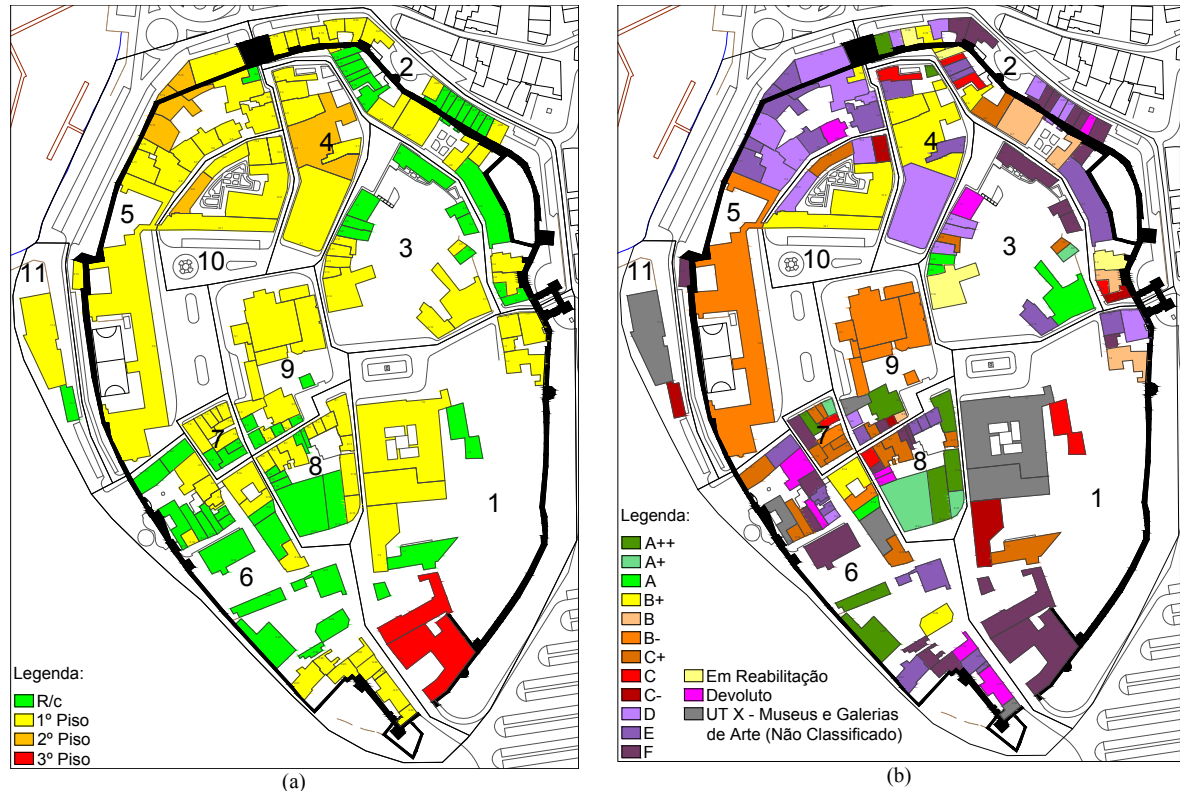 2
4
5
3
10
11
9
7
8
1
6
Legenda:
R/c
1º Piso
2º Piso
3º Piso
(a)
2
4
5
3
10
11
9
7
8
1
6
Legenda:
A++
A+
A
B+
B
B-
C+
C
C-
D
E
F
Em Reabilitação
Devoluto
UT X - Museus e Galerias
de Arte (Não Classificado)
(b)